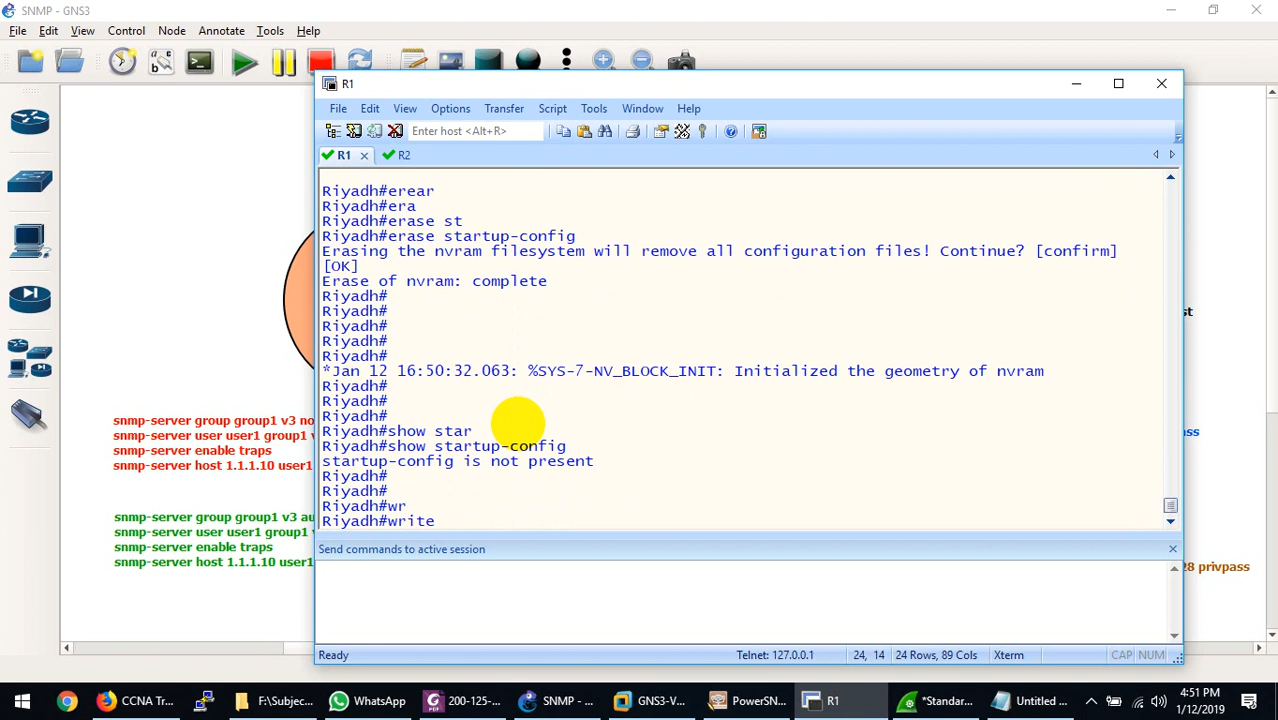 SNMP - GNS3
File Edit View Control Node Annotate Tools Help
R1
File Edit View Options Transfer Script Tools Window Help
Enter host <Alt+R>
R1 R2
Riyadh#erear
Riyadh#era
Riyadh#erase st
Riyadh#erase startup-config
Erasing the nvram filesystem will remove all configuration files! Continue? [confirm]
[OK]
Erase of nvram: complete
Riyadh#
Riyadh#
Riyadh#
Riyadh#
Riyadh#
*Jan 12 16:50:32.063: %SYS-7-NV_BLOCK_INIT: Initialized the geometry of nvram
Riyadh#
Riyadh#
Riyadh#
Riyadh#show star
Riyadh#show startup-config
startup-config is not present
Riyadh#
Riyadh#
Riyadh#wr
Riyadh#write
snmp-server group group1 v3 no
snmp-server user user1 group1 v
snmp-server enable traps
snmp-server host 1.1.1.10 user1
snmp-server group group1 v3 au
snmp-server user user1 group1 v
snmp-server enable traps
snmp-server host 1.1.1.10 user1
st
ss
28 privpass
Send commands to active session
Ready Telnet: 127.0.0.1 24, 14 24 Rows, 89 Cols Xterm CAP NUM
CCNA Tr... F:\Subjec... WhatsApp 200-125-... SNMP - ... GNS3-V... PowerSN... R1 *Standar... Untitled ...
4:51 PM
1/12/2019